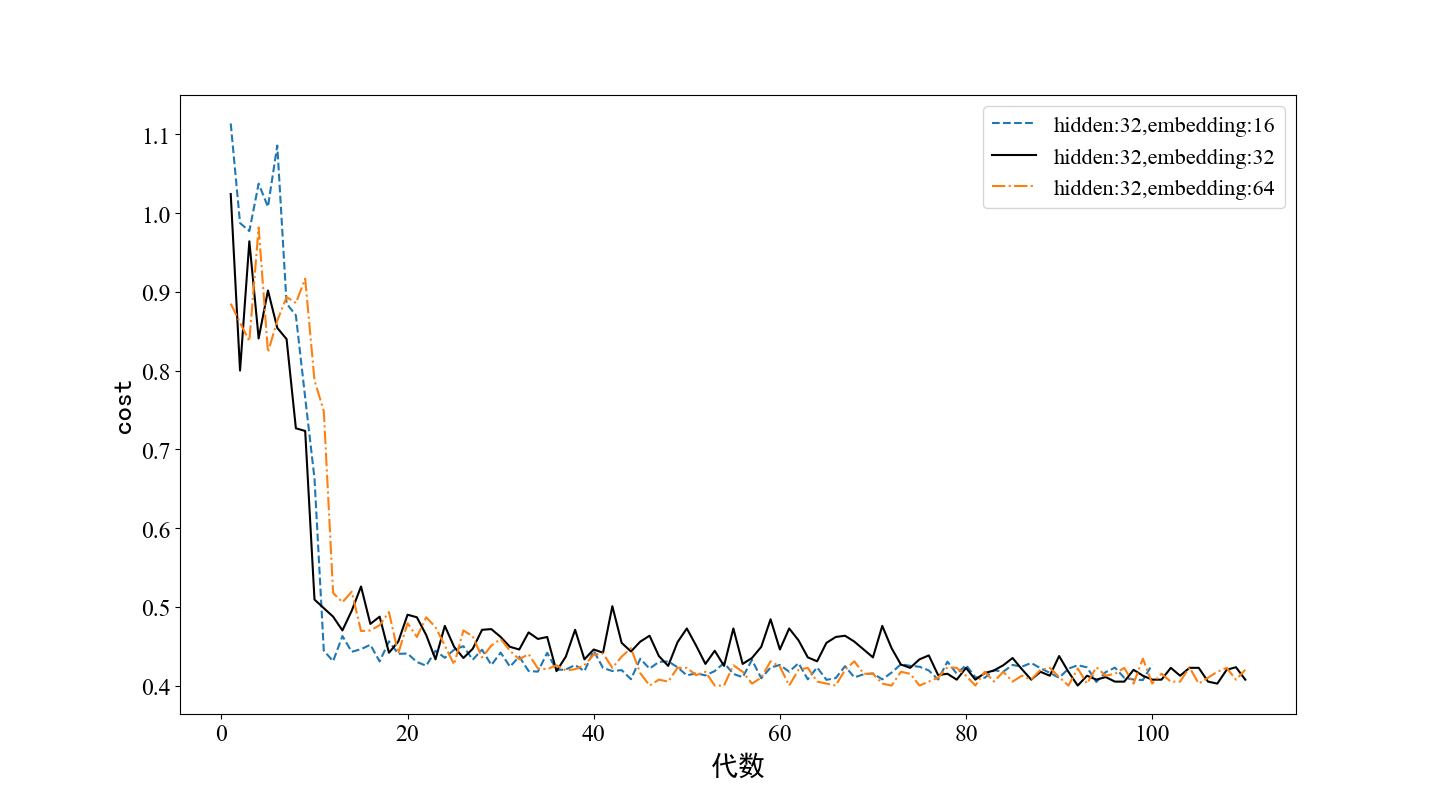 hidden:32,embedding:16
hidden:32,embedding:32
hidden:32,embedding:64
1.1
1.0
0.9
0.8
0.7
0.6
0.5
0.4
cost
0 20 40 60 80 100
代数